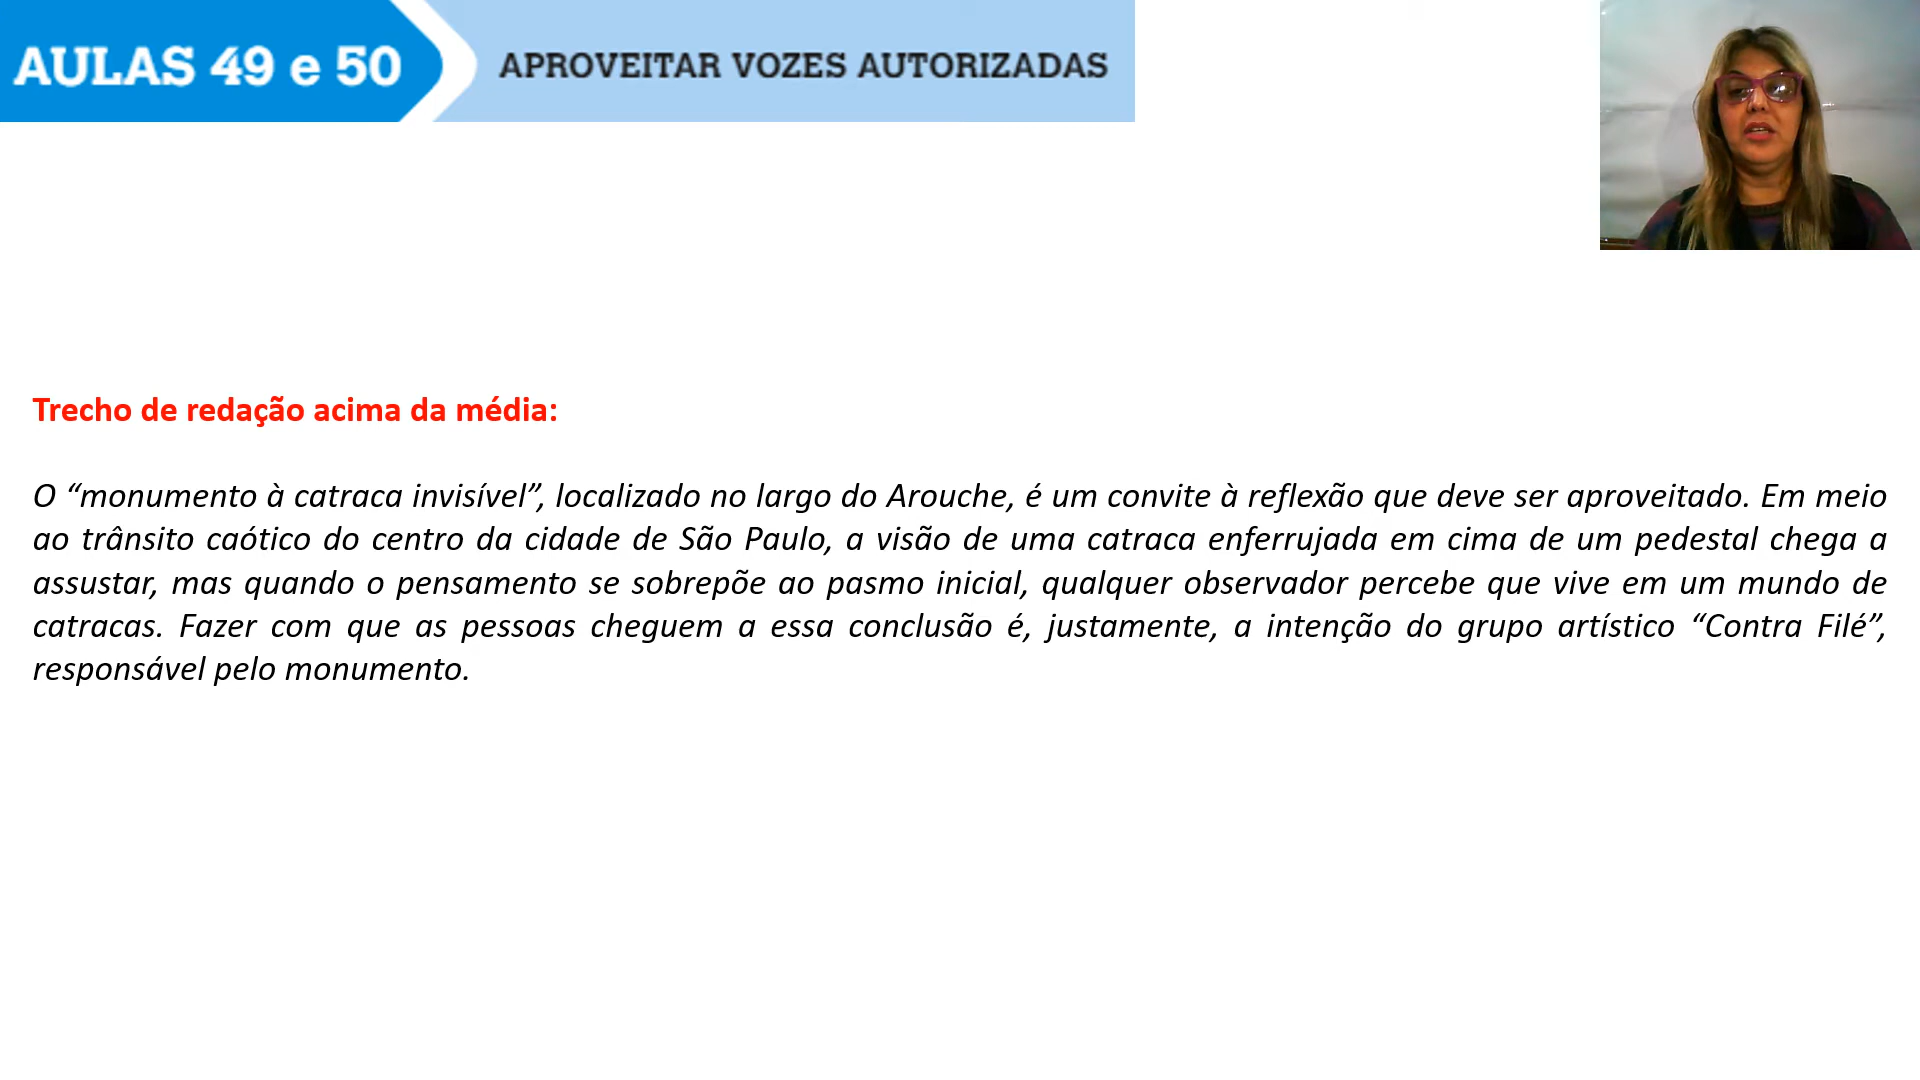 AULAS 49 e 50
APROVEITAR VOZES AUTORIZADAS
Trecho de redação acima da média:
O “monumento à catraca invisível”, localizado no largo do Arouche, é um convite à reflexão que deve ser aproveitado. Em meio
ao trânsito caótico do centro da cidade de São Paulo, a visão de uma catraca enferrujada em cima de um pedestal chega a
assustar, mas quando o pensamento se sobrepõe ao pasmo inicial, qualquer observador percebe que vive em um mundo de
catracas. Fazer com que as pessoas cheguem a essa conclusão é, justamente, a intenção do grupo artístico “Contra Filé”,
responsável pelo monumento.